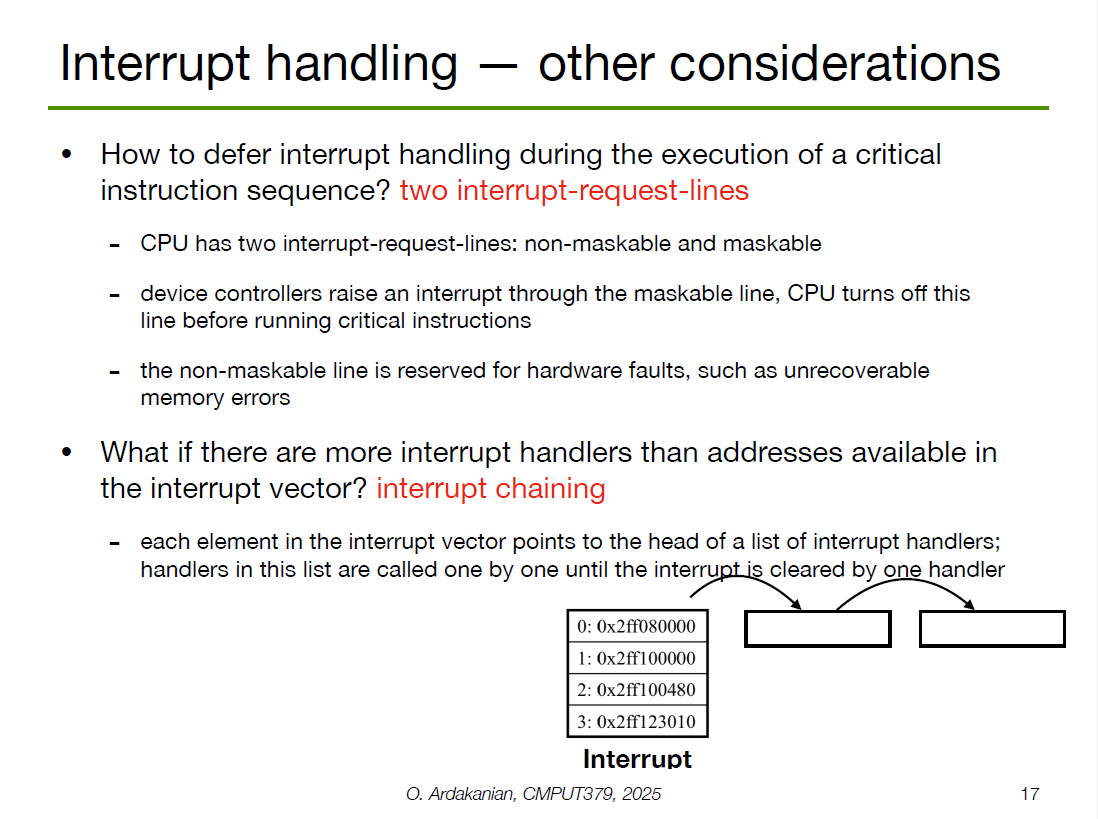 Interrupt handling — other considerations
• How to defer interrupt handling during the execution of a critical
instruction sequence? two interrupt-request-lines
- CPU has two interrupt-request-lines: non-maskable and maskable
- device controllers raise an interrupt through the maskable line, CPU turns off this
line before running critical instructions
- the non-maskable line is reserved for hardware faults, such as unrecoverable
memory errors
• What if there are more interrupt handlers than addresses available in
the interrupt vector? interrupt chaining
- each element in the interrupt vector points to the head of a list of interrupt handlers;
handlers in this list are called one by one until the interrupt is cleared by one handler
0: 0x2ff080000
1: 0x2ff100000
2: 0x2ff100480
3: 0x2ff123010
Interrupt
O. Ardakanian, CMPUT379, 2025
17